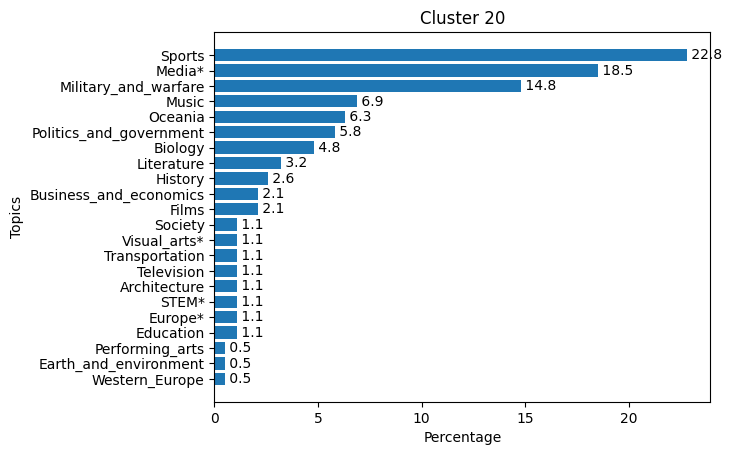 Cluster 20
Sports 22.8
Media* 18.5
Military_and_warfare 14.8
Music 6.9
Oceania 6.3
Politics_and_government 5.8
Biology 4.8
Literature 3.2
History 2.6
Business_and_economics 2.1
Films 2.1
Society 1.1
Visual_arts* 1.1
Transportation 1.1
Television 1.1
Architecture 1.1
STEM* 1.1
Europe* 1.1
Education 1.1
Performing_arts 0.5
Earth_and_environment 0.5
Western_Europe 0.5
Topics
0 5 10 15 20
Percentage